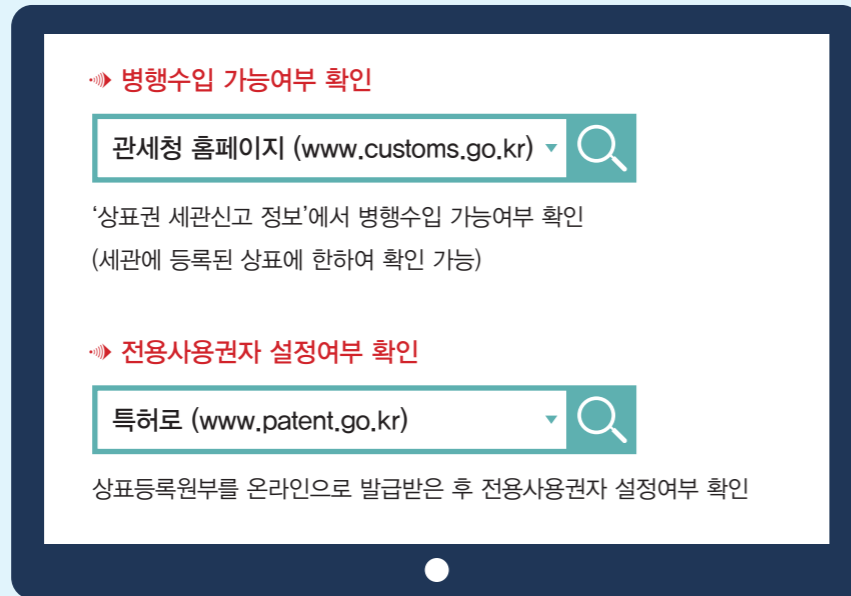 병행수입 가능여부 확인
관세청 홈페이지 (www.customs.go.kr)
‘상표권 세관신고 정보’에서 병행수입 가능여부 확인
(세관에 등록된 상표에 한하여 확인 가능)
전용사용권자 설정여부 확인
특허로 (www.patent.go.kr)
상표등록원부를 온라인으로 발급받은 후 전용사용권자 설정여부 확인